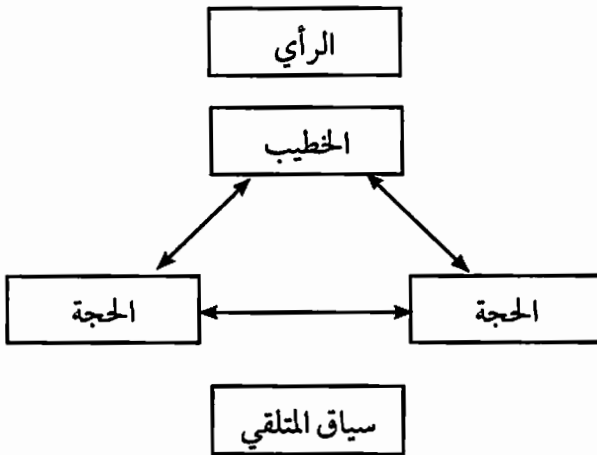 الرأي
الخطيب
الحجة
الحجة
سياق المتلقي